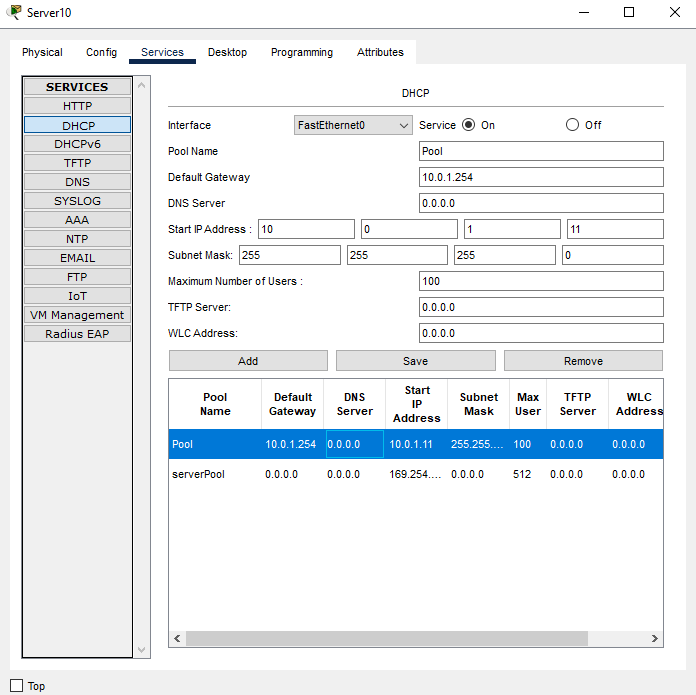 Server10
Physical Config Services Desktop Programming Attributes
SERVICES
HTTP
DHCP
DHCPv6
TFTP
DNS
SYSLOG
AAA
NTP
EMAIL
FTP
IoT
VM Management
Radius EAP
DHCP
Interface FastEthernet0 Service On Off
Pool Name Pool
Default Gateway 10.0.1.254
DNS Server 0.0.0.0
Start IP Address : 10 0 1 11
Subnet Mask: 255 255 255 0
Maximum Number of Users : 100
TFTP Server: 0.0.0.0
WLC Address: 0.0.0.0
Add Save Remove
Pool Name Default Gateway DNS Server Start IP Address Subnet Mask Max User TFTP Server WLC Address
Pool 10.0.1.254 0.0.0.0 10.0.1.11 255.255.... 100 0.0.0.0 0.0.0.0
serverPool 0.0.0.0 0.0.0.0 169.254.... 0.0.0.0 512 0.0.0.0 0.0.0.0
Top